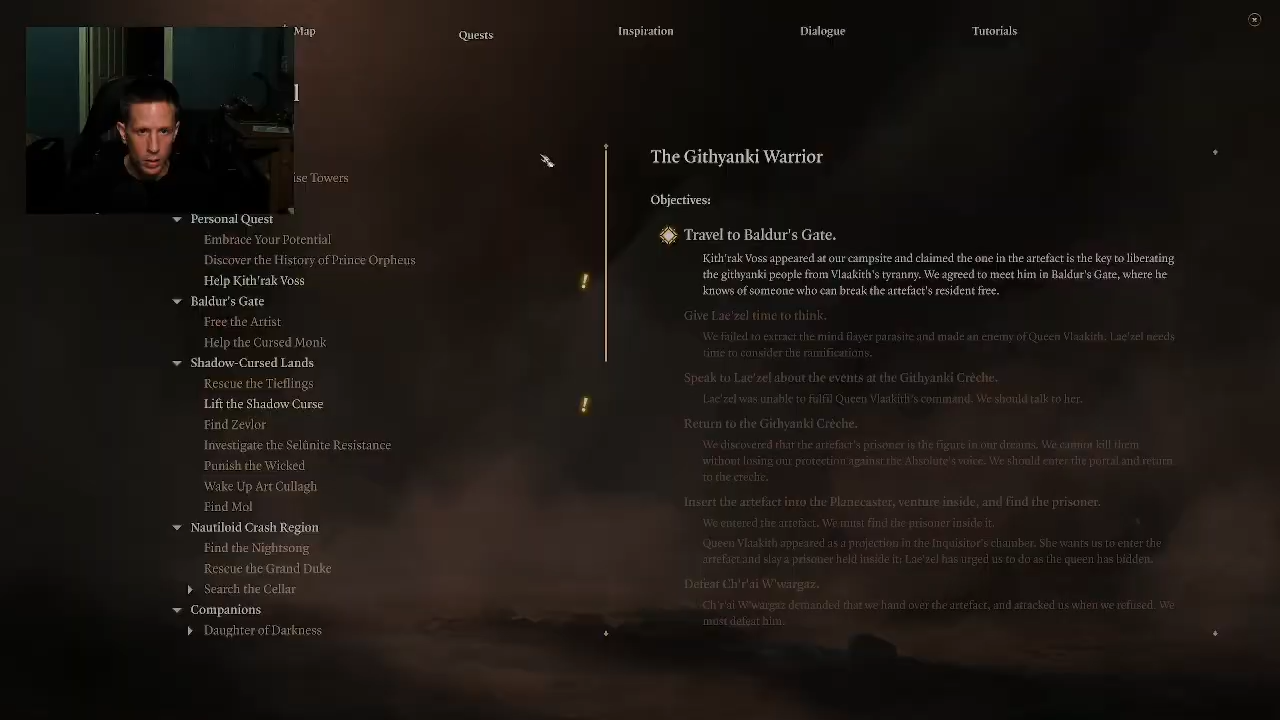 Map
Quests
Inspiration
Dialogue
Tutorials
l
ise Towers
Personal Quest
Embrace Your Potential
Discover the History of Prince Orpheus
Help Kith'rak Voss
Baldur's Gate
Free the Artist
Help the Cursed Monk
Shadow-Cursed Lands
Rescue the Tieflings
Lift the Shadow Curse
Find Zevlor
Investigate the Selûnite Resistance
Punish the Wicked
Wake Up Art Cullagh
Find Mol
Nautiloid Crash Region
Find the Nightsong
Rescue the Grand Duke
Search the Cellar
Companions
Daughter of Darkness
The Githyanki Warrior
Objectives:
Travel to Baldur's Gate.
Kith'rak Voss appeared at our campsite and claimed the one in the artefact is the key to liberating
the githyanki people from Vlaakith's tyranny. We agreed to meet him in Baldur's Gate, where he
knows of someone who can break the artefact's resident free.
Give Lae'zel time to think.
We failed to extract the mind flayer parasite and made an enemy of Queen Vlaakith. Lae'zel needs
time to consider the ramifications.
Speak to Lae'zel about the events at the Githyanki Crèche.
Lae'zel was unable to fulfil Queen Vlaakith's command. We should talk to her.
Return to the Githyanki Crèche.
We discovered that the artefact's prisoner is the figure in our dreams. We cannot kill them
without losing our protection against the Absolute's voice. We should enter the portal and return
to the crèche.
Insert the artefact into the Planecaster, venture inside, and find the prisoner.
We entered the artefact. We must find the prisoner inside it.
Queen Vlaakith appeared as a projection in the Inquisitor's chamber. She wants us to enter the
artefact and slay a prisoner held inside it. Lae'zel has urged us to do as the queen has bidden.
Defeat Ch'r'ai W'wargaz.
Ch'r'ai W'wargaz demanded that we hand over the artefact, and attacked us when we refused. We
must defeat him.